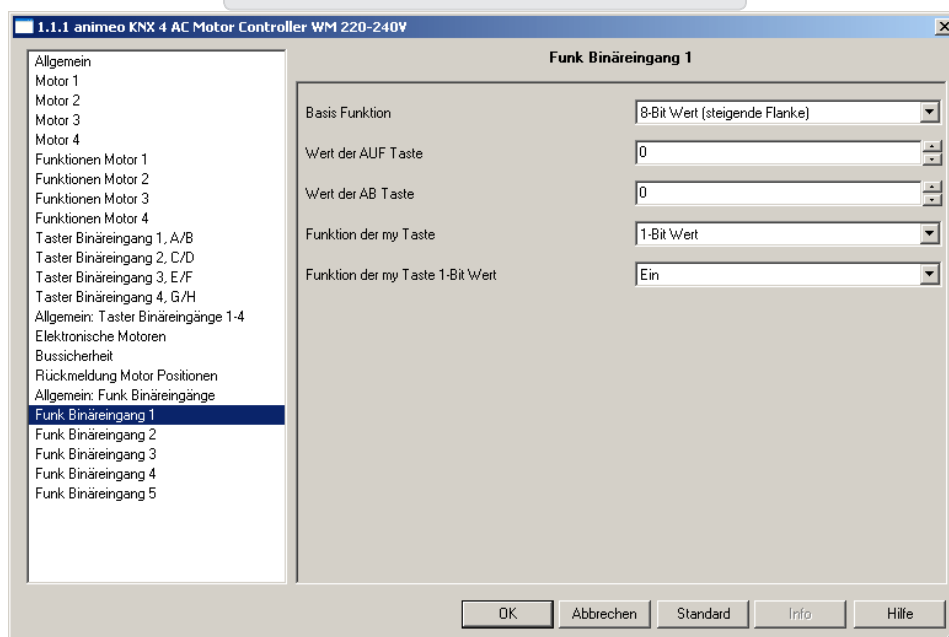 1.1.1 animeo KNX 4 AC Motor Controller WM 220-240V
Allgemein
Motor 1
Motor 2
Motor 3
Motor 4
Funktionen Motor 1
Funktionen Motor 2
Funktionen Motor 3
Funktionen Motor 4
Taster Binäreingang 1, A/B
Taster Binäreingang 2, C/D
Taster Binäreingang 3, E/F
Taster Binäreingang 4, G/H
Allgemein: Taster Binäreingänge 1-4
Elektronische Motoren
Bussicherheit
Rückmeldung Motor Positionen
Allgemein: Funk Binäreingänge
Funk Binäreingang 1
Funk Binäreingang 2
Funk Binäreingang 3
Funk Binäreingang 4
Funk Binäreingang 5
Funk Binäreingang 1
Basis Funktion 8-Bit Wert (steigende Flanke)
Wert der AUF Taste 0
Wert der AB Taste 0
Funktion der my Taste 1-Bit Wert
Funktion der my Taste 1-Bit Wert Ein
OK Abbrechen Standard Info Hilfe